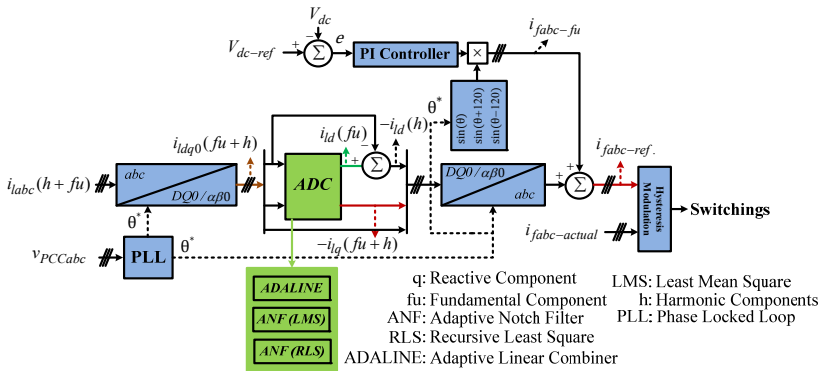 V_dc
V_dc-ref
e
PI Controller
×
i_fabc-fu
sin(θ)
sin(θ+120)
sin(θ−120)
θ*
i_ldq0(fu+h)
i_ld(fu)
−i_ld(h)
i_labc(h+fu)
abc
DQ0/αβ0
ADC
−i_lq(fu+h)
DQ0/αβ0
abc
i_fabc-ref.
Hysteresis
Modulation
Switchings
i_fabc-actual
θ*
θ*
v_PCCabc
PLL
ADALINE
ANF(LMS)
ANF(RLS)
q: Reactive Component
fu: Fundamental Component
ANF: Adaptive Notch Filter
RLS: Recursive Least Square
ADALINE: Adaptive Linear Combiner
LMS: Least Mean Square
h: Harmonic Components
PLL: Phase Locked Loop